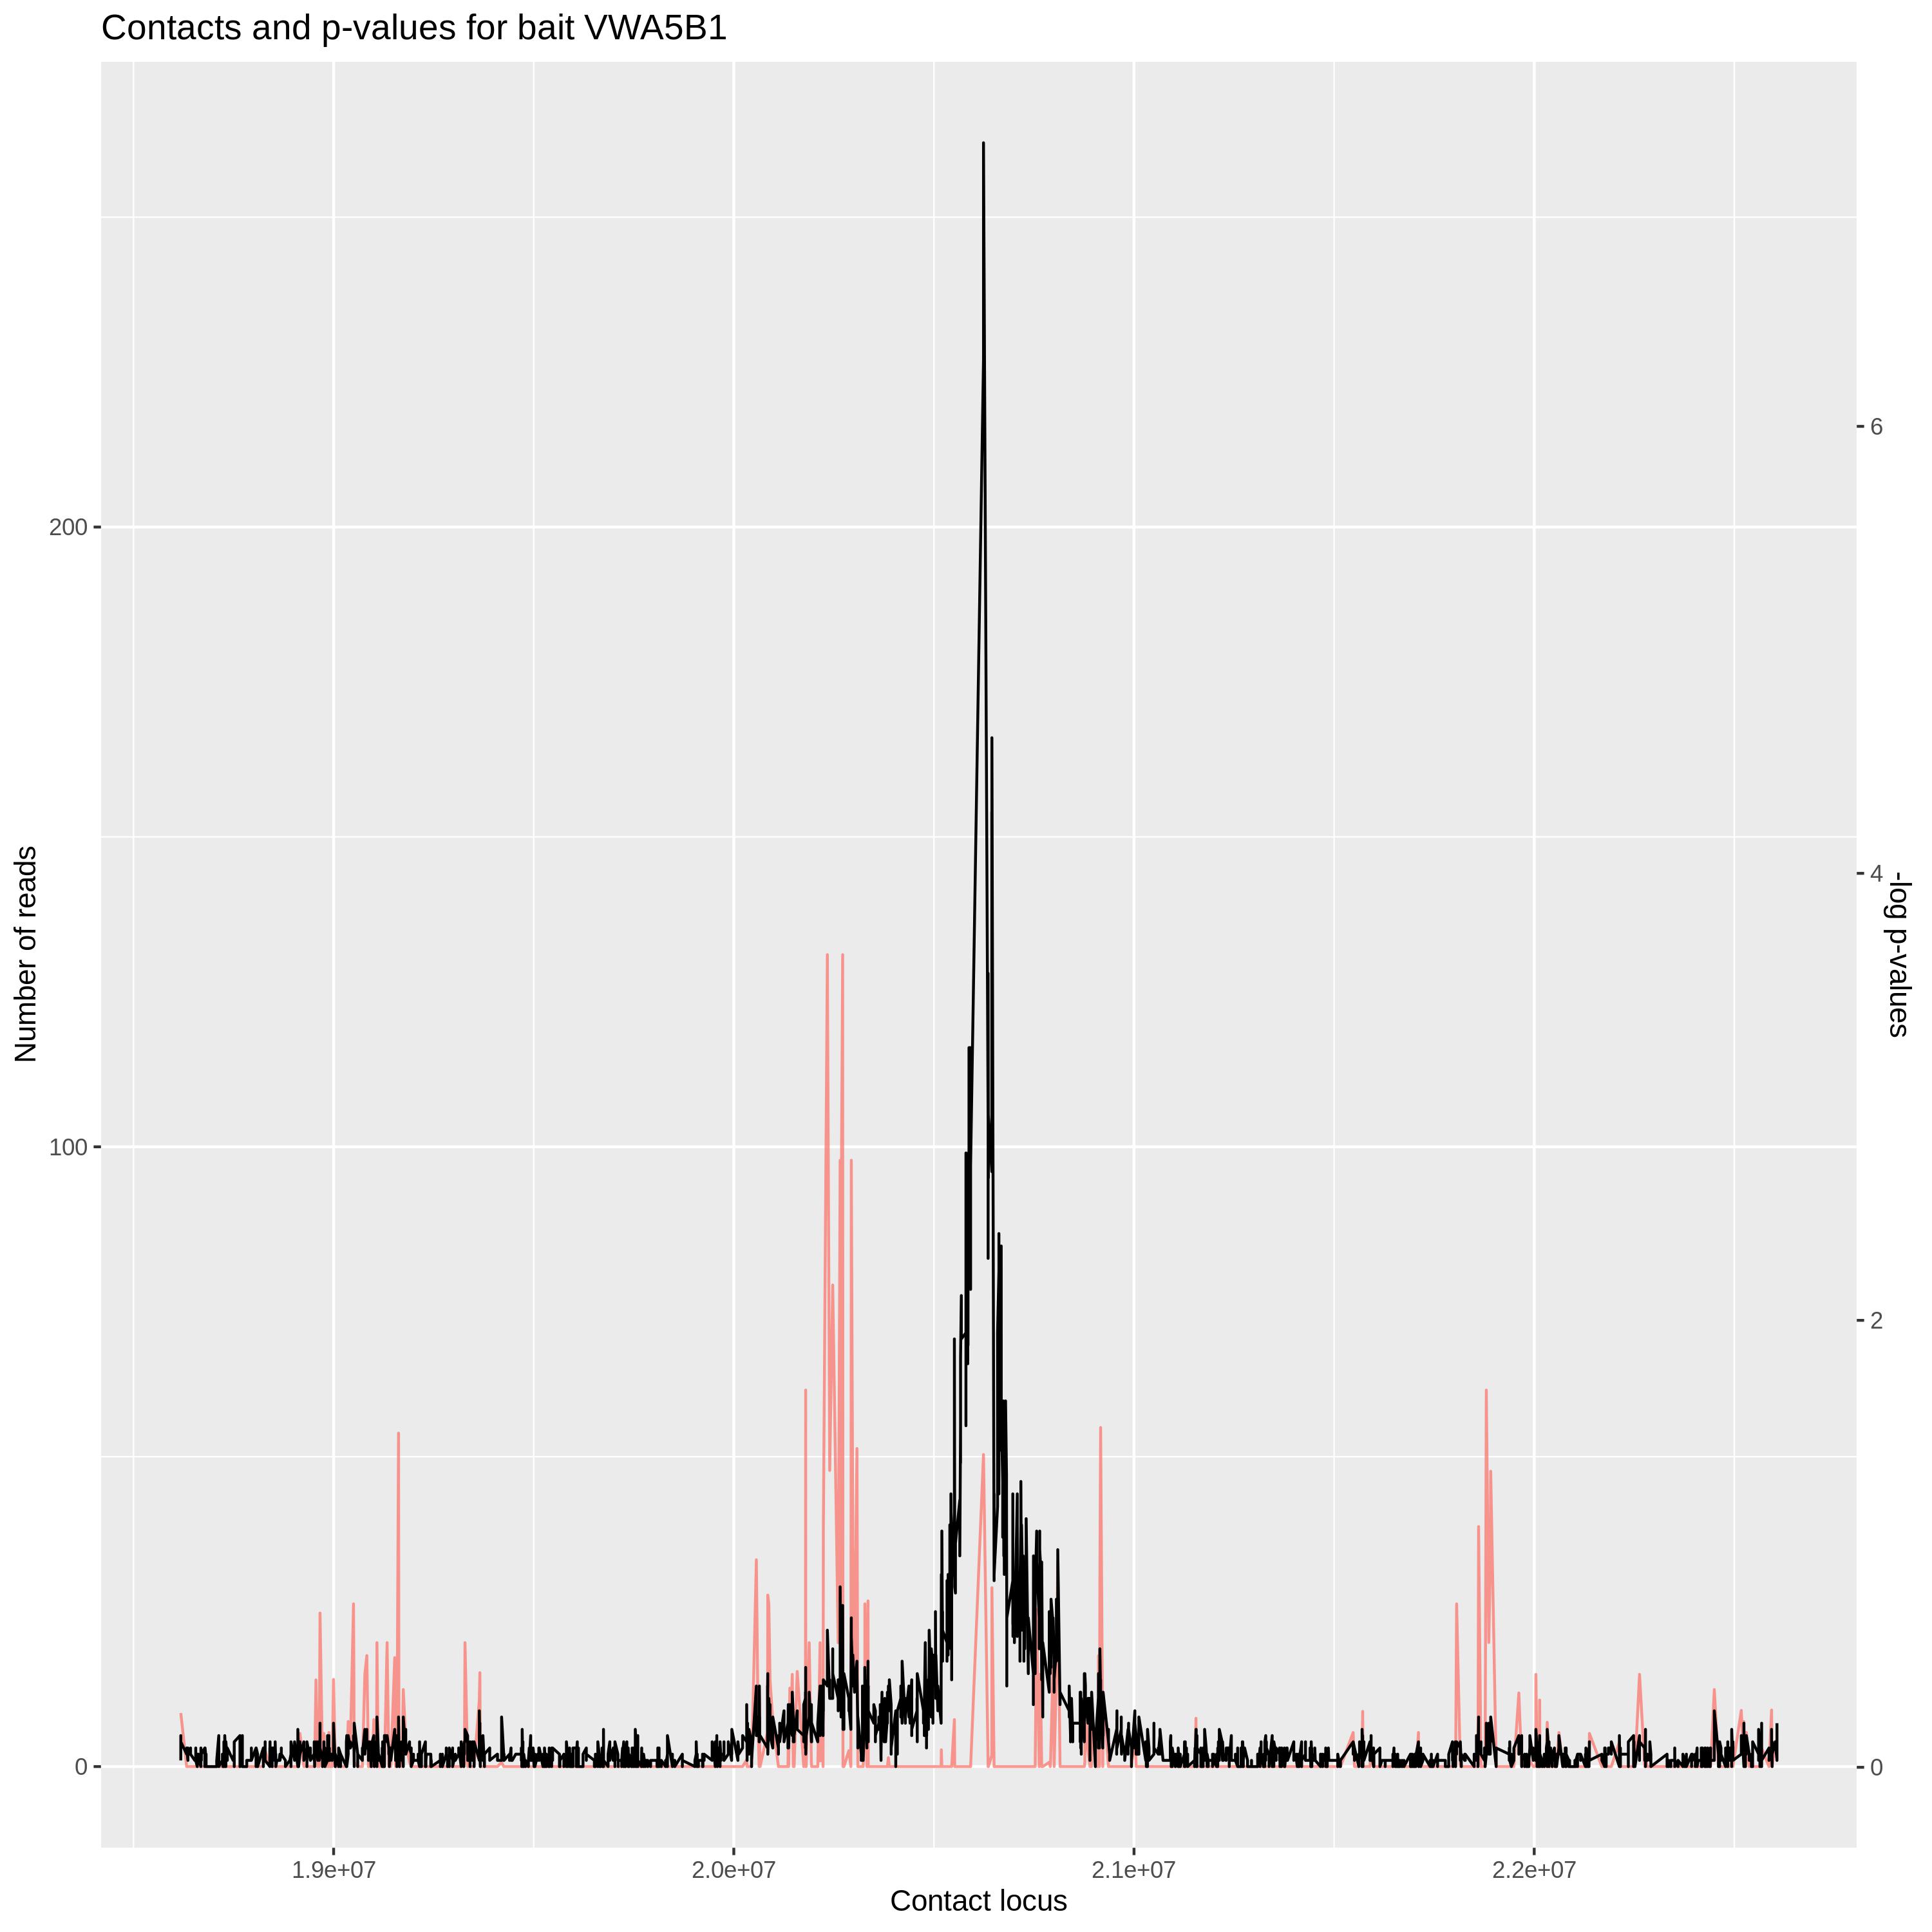 Contacts and p-values for bait VWA5B1
Number of reads
200
100
0
6
4
2
0
-log p-values
1.9e+07
2.0e+07
2.1e+07
2.2e+07
Contact locus